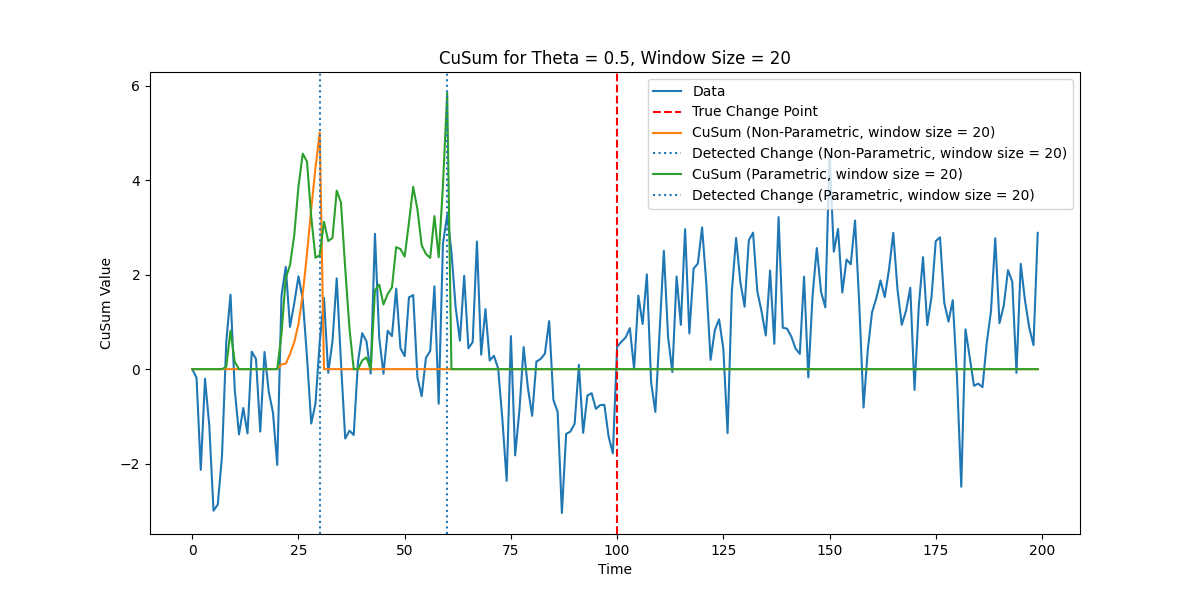 CuSum for Theta = 0.5, Window Size = 20
CuSum Value
6
4
2
0
−2
Data
True Change Point
CuSum (Non-Parametric, window size = 20)
Detected Change (Non-Parametric, window size = 20)
CuSum (Parametric, window size = 20)
Detected Change (Parametric, window size = 20)
0 25 50 75 100 125 150 175 200
Time